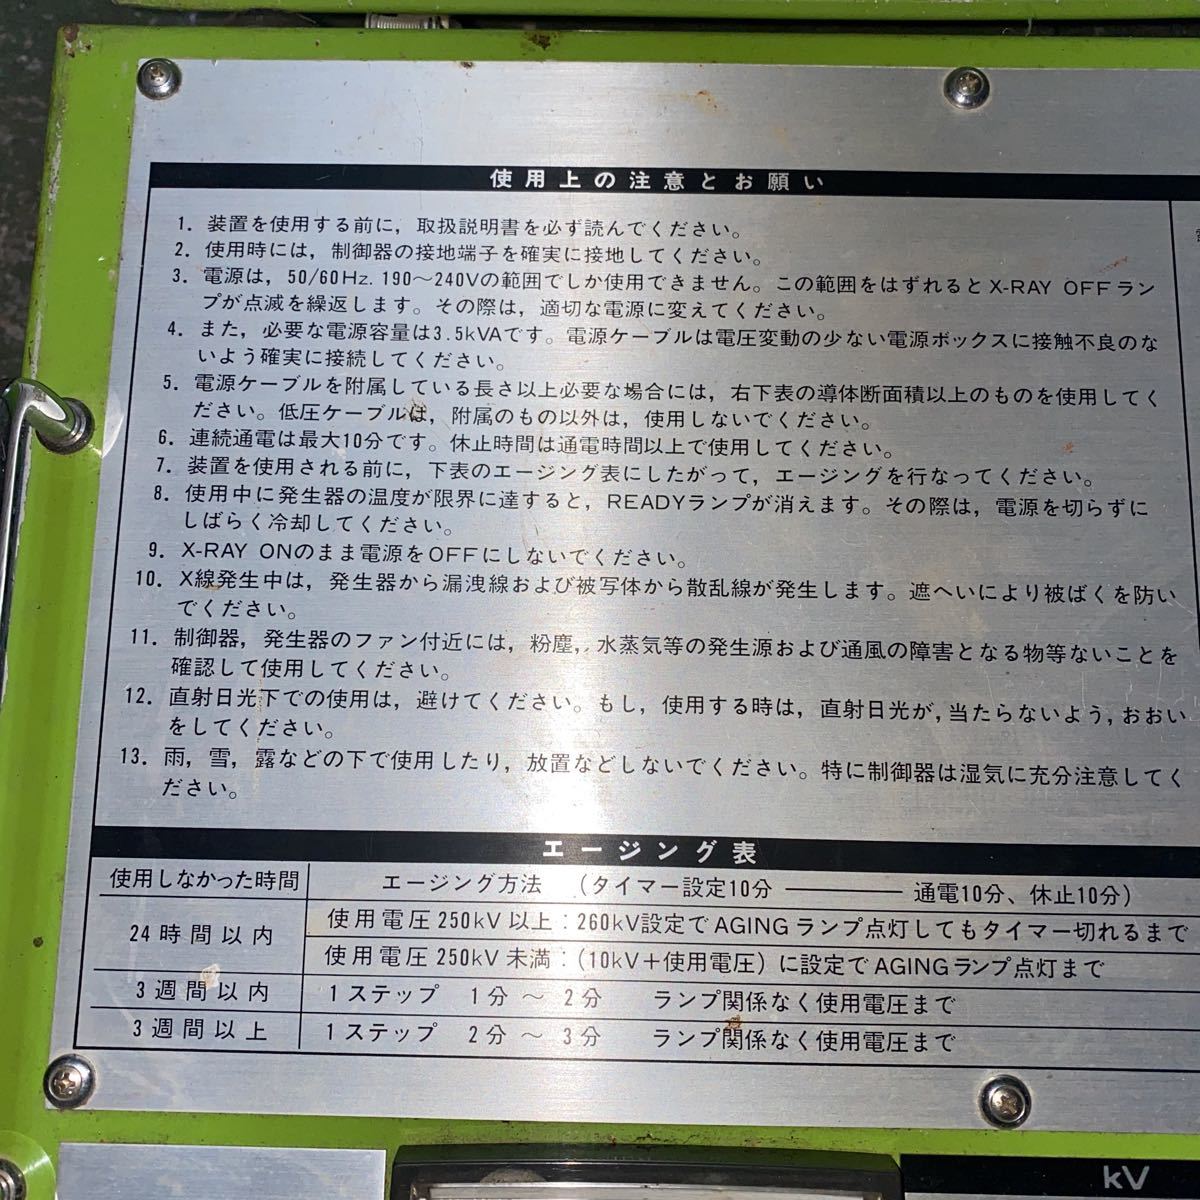 使用上の注意とお願い
1. 装置を使用する前に，取扱説明書を必ず読んでください。
2. 使用時には，制御器の接地端子を確実に接地してください。
3. 電源は，50/60Hz. 190〜240Vの範囲でしか使用できません。この範囲をはずれるとX-RAY OFFラン
プが点滅を繰返します。その際は，適切な電源に変えてください。
4. また，必要な電源容量は3.5kVAです。電源ケーブルは電圧変動の少ない電源ボックスに接触不良のな
いよう確実に接続してください。
5. 電源ケーブルを附属している長さ以上必要な場合には，右下表の導体断面積以上のものを使用してく
ださい。低圧ケーブルは，附属のもの以外は，使用しないでください。
6. 連続通電は最大10分です。休止時間は通電時間以上で使用してください。
7. 装置を使用される前に，下表のエージング表にしたがって，エージングを行なってください。
8. 使用中に発生器の温度が限界に達すると，READYランプが消えます。その際は，電源を切らずに
しばらく冷却してください。
9. X-RAY ONのまま電源をOFFにしないでください。
10. X線発生中は，発生器から漏洩線および被写体から散乱線が発生します。遮へいにより被ばくを防い
でください。
11. 制御器，発生器のファン付近には，粉塵，水蒸気等の発生源および通風の障害となる物等ないことを
確認して使用してください。
12. 直射日光下での使用は，避けてください。もし，使用する時は，直射日光が，当たらないよう，おおい
をしてください。
13. 雨，雪，露などの下で使用したり，放置などしないでください。特に制御器は湿気に充分注意してく
ださい。
エージング表
使用しなかった時間 エージング方法 （タイマー設定10分 ——— 通電10分、休止10分）
24時間以内 使用電圧250kV以上：260kV設定でAGINGランプ点灯してもタイマー切れるまで
使用電圧250kV未満：(10kV＋使用電圧) に設定でAGINGランプ点灯まで
3週間以内 1ステップ 1分 〜 2分 ランプ関係なく使用電圧まで
3週間以上 1ステップ 2分 〜 3分 ランプ関係なく使用電圧まで
kV